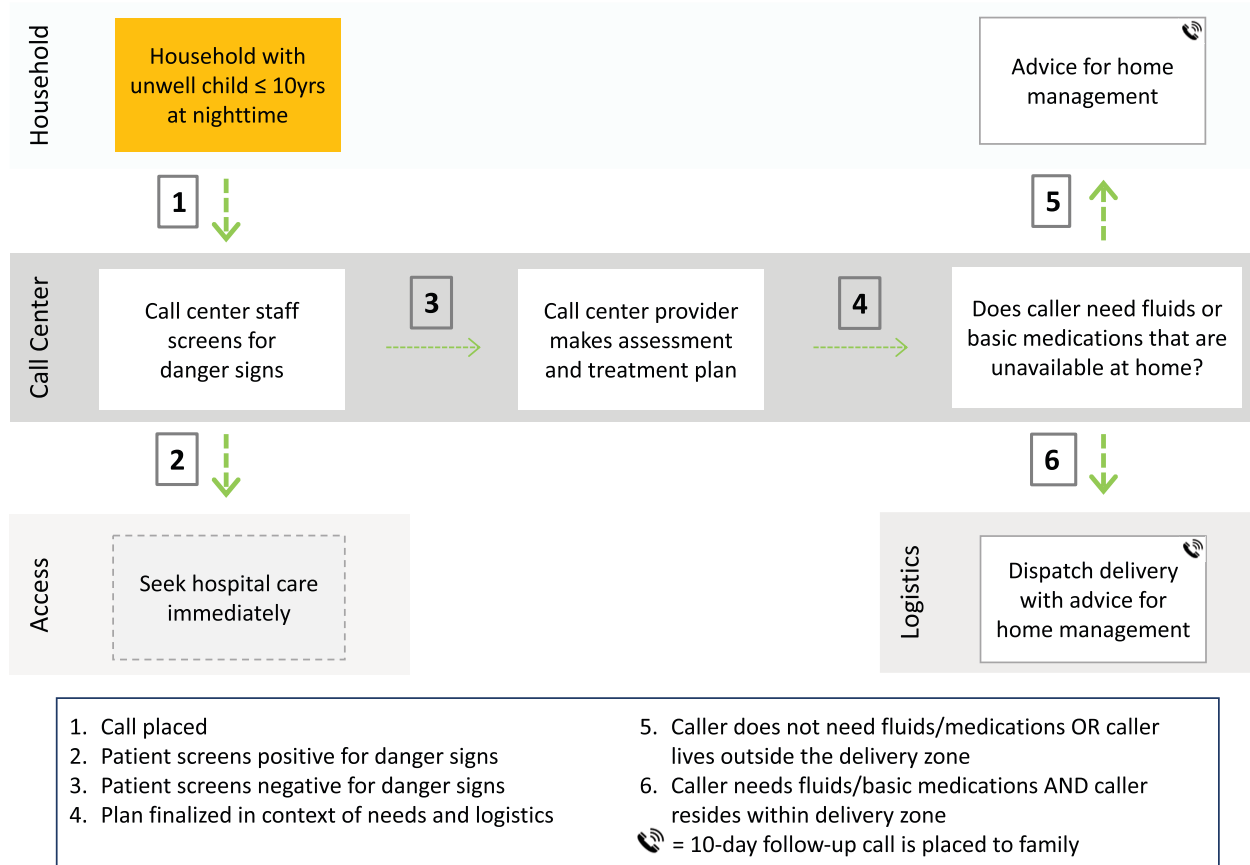 Household
Household with
unwell child ≤ 10yrs
at nighttime
Advice for home
management
1
5
Call Center
Call center staff
screens for
danger signs
3
Call center provider
makes assessment
and treatment plan
4
Does caller need fluids or
basic medications that are
unavailable at home?
2
6
Access
Seek hospital care
immediately
Logistics
Dispatch delivery
with advice for
home management
1. Call placed
2. Patient screens positive for danger signs
3. Patient screens negative for danger signs
4. Plan finalized in context of needs and logistics
5. Caller does not need fluids/medications OR caller
lives outside the delivery zone
6. Caller needs fluids/basic medications AND caller
resides within delivery zone
= 10-day follow-up call is placed to family